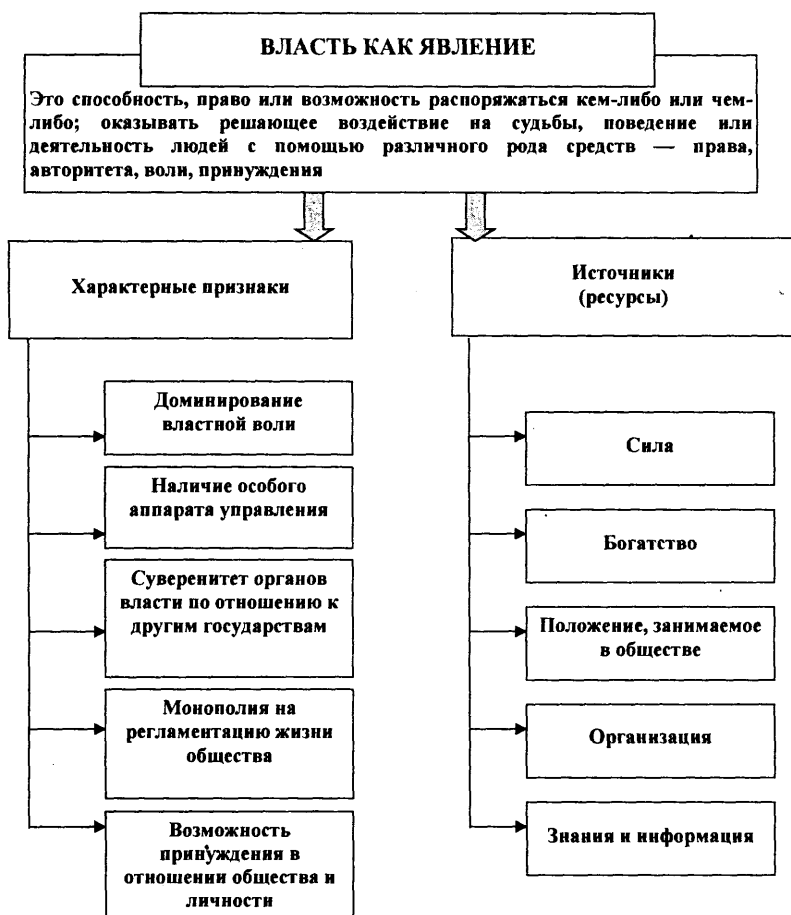 ВЛАСТЬ КАК ЯВЛЕНИЕ
Это способность, право или возможность распоряжаться кем-либо или чем-
либо; оказывать решающее воздействие на судьбы, поведение или
деятельность людей с помощью различного рода средств — права,
авторитета, воли, принуждения
Характерные признаки
Доминирование
властной воли
Наличие особого
аппарата управления
Суверенитет органов
власти по отношению к
другим государствам
Монополия на
регламентацию жизни
общества
Возможность
принуждения в
отношении общества и
личности
Источники
(ресурсы)
Сила
Богатство
Положение, занимаемое
в обществе
Организация
Знания и информация